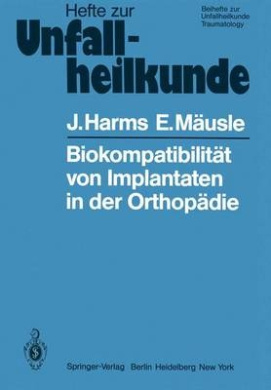 Hefte zur
Beihefte zur
Unfallheilkunde
Traumatology
Unfall-
heilkunde
J. Harms E. Mäusle
Biokompatibilität
von Implantaten
in der Orthopädie
Springer-Verlag Berlin Heidelberg New York